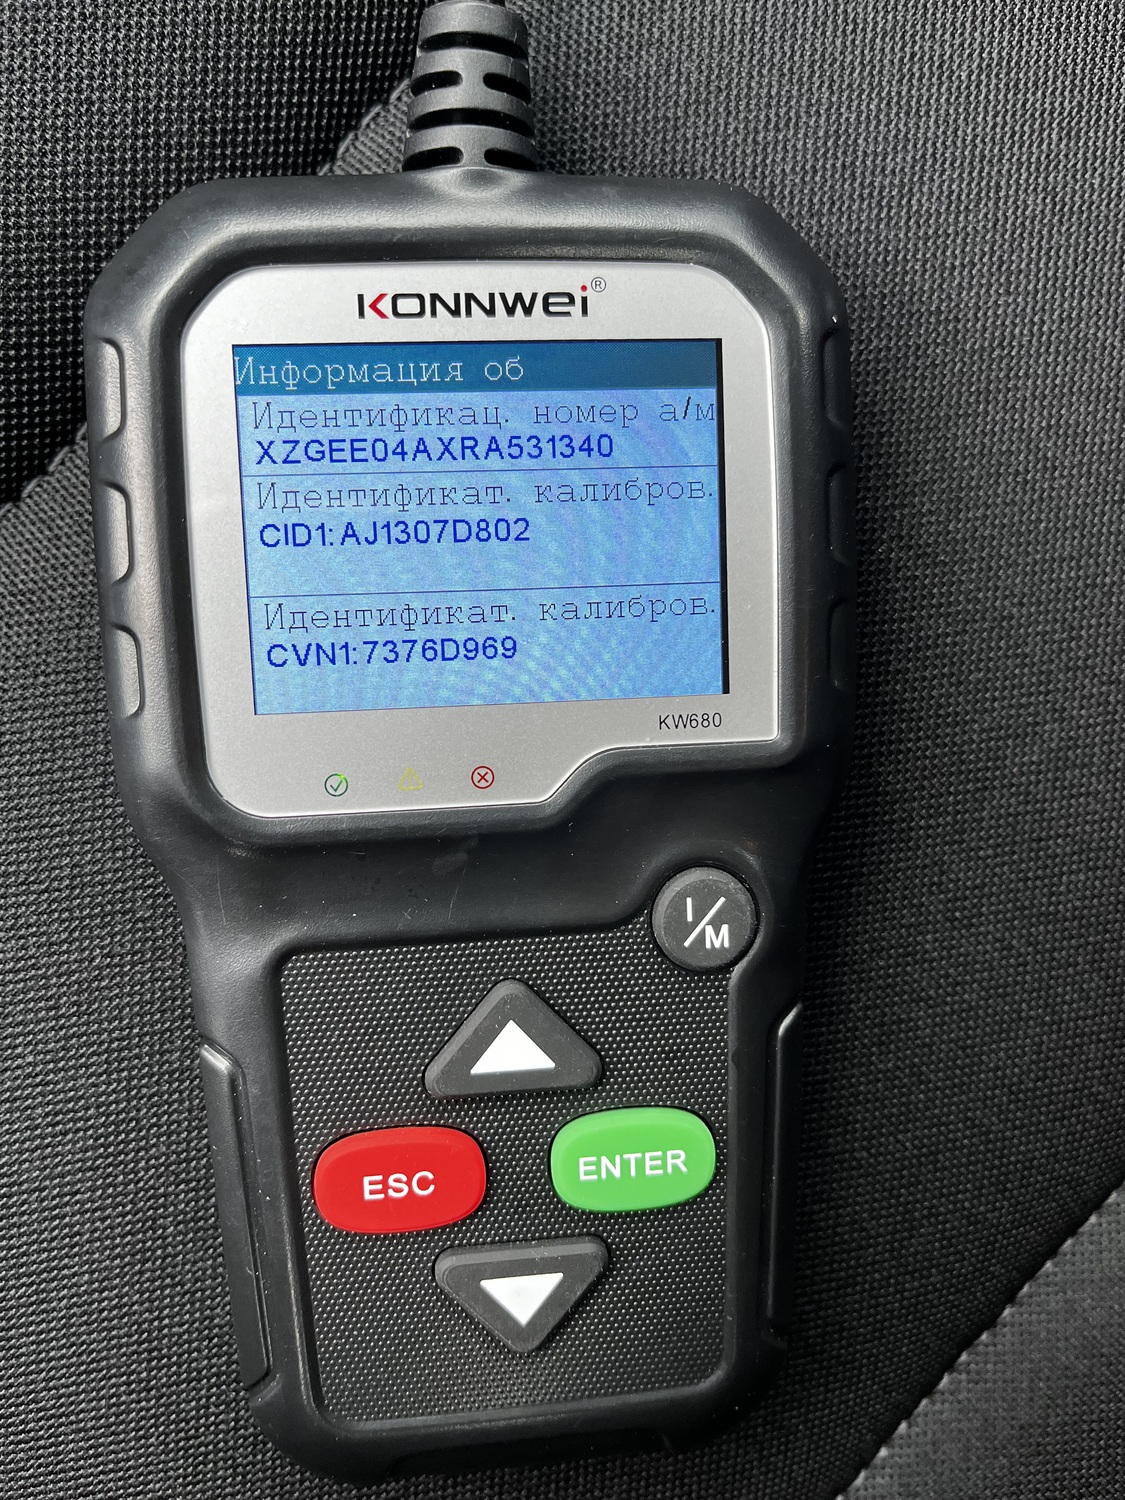 KONNWEI®
Информация об
Идентификац. номер а/м
XZGEE04AXRA531340
Идентификат. калибров.
CID1:AJ1307D802
Идентификат. калибров.
CVN1:7376D969
KW680
I/M
ESC
ENTER